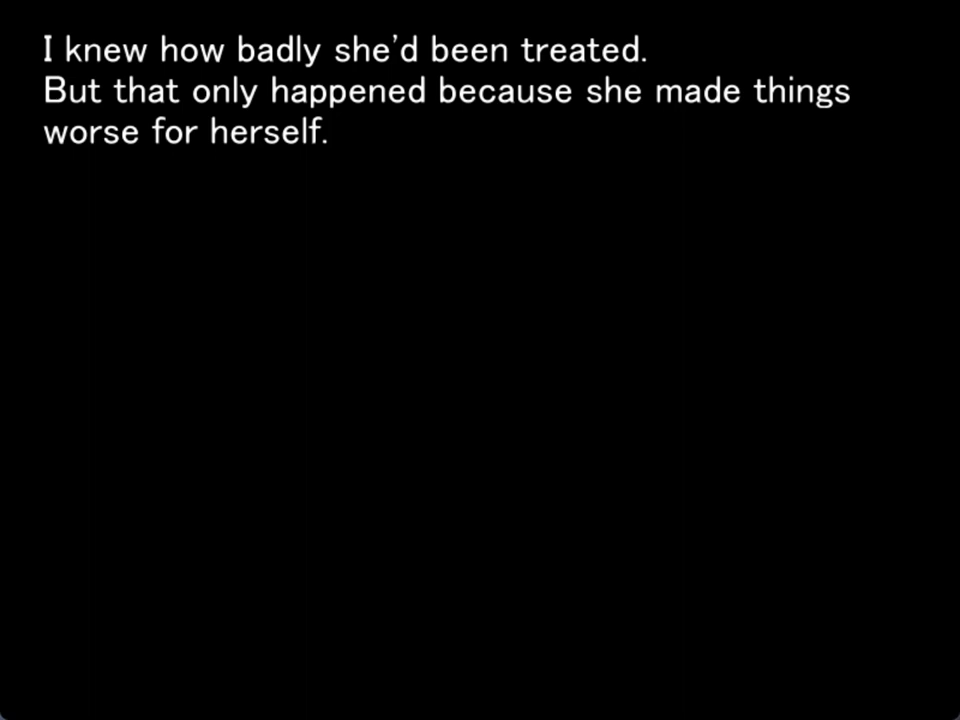 I knew how badly she'd been treated.
But that only happened because she made things
worse for herself.